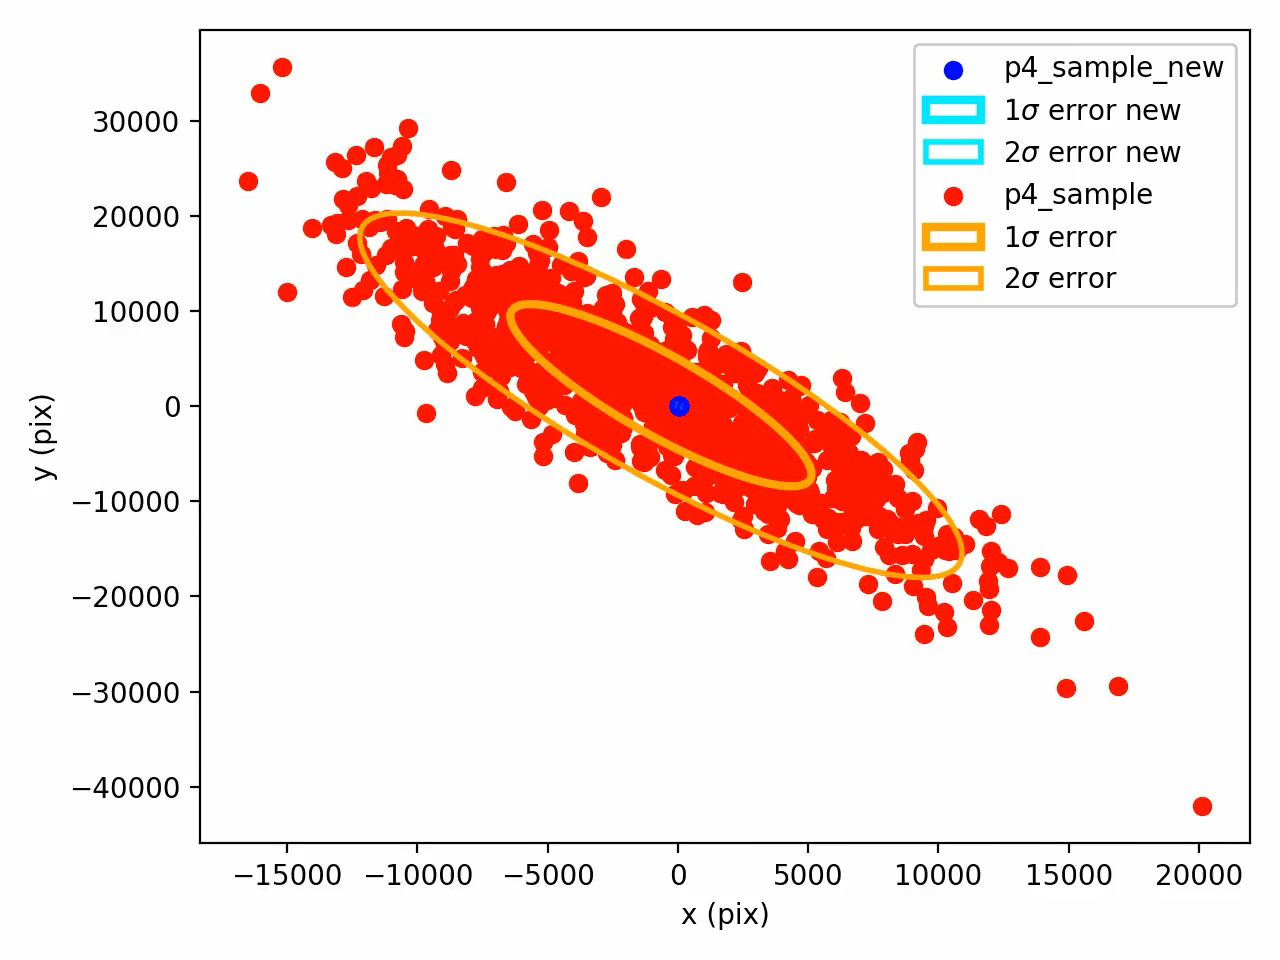 p4_sample_new
1σ error new
2σ error new
p4_sample
1σ error
2σ error
30000
20000
10000
0
−10000
−20000
−30000
−40000
y (pix)
−15000 −10000 −5000 0 5000 10000 15000 20000
x (pix)